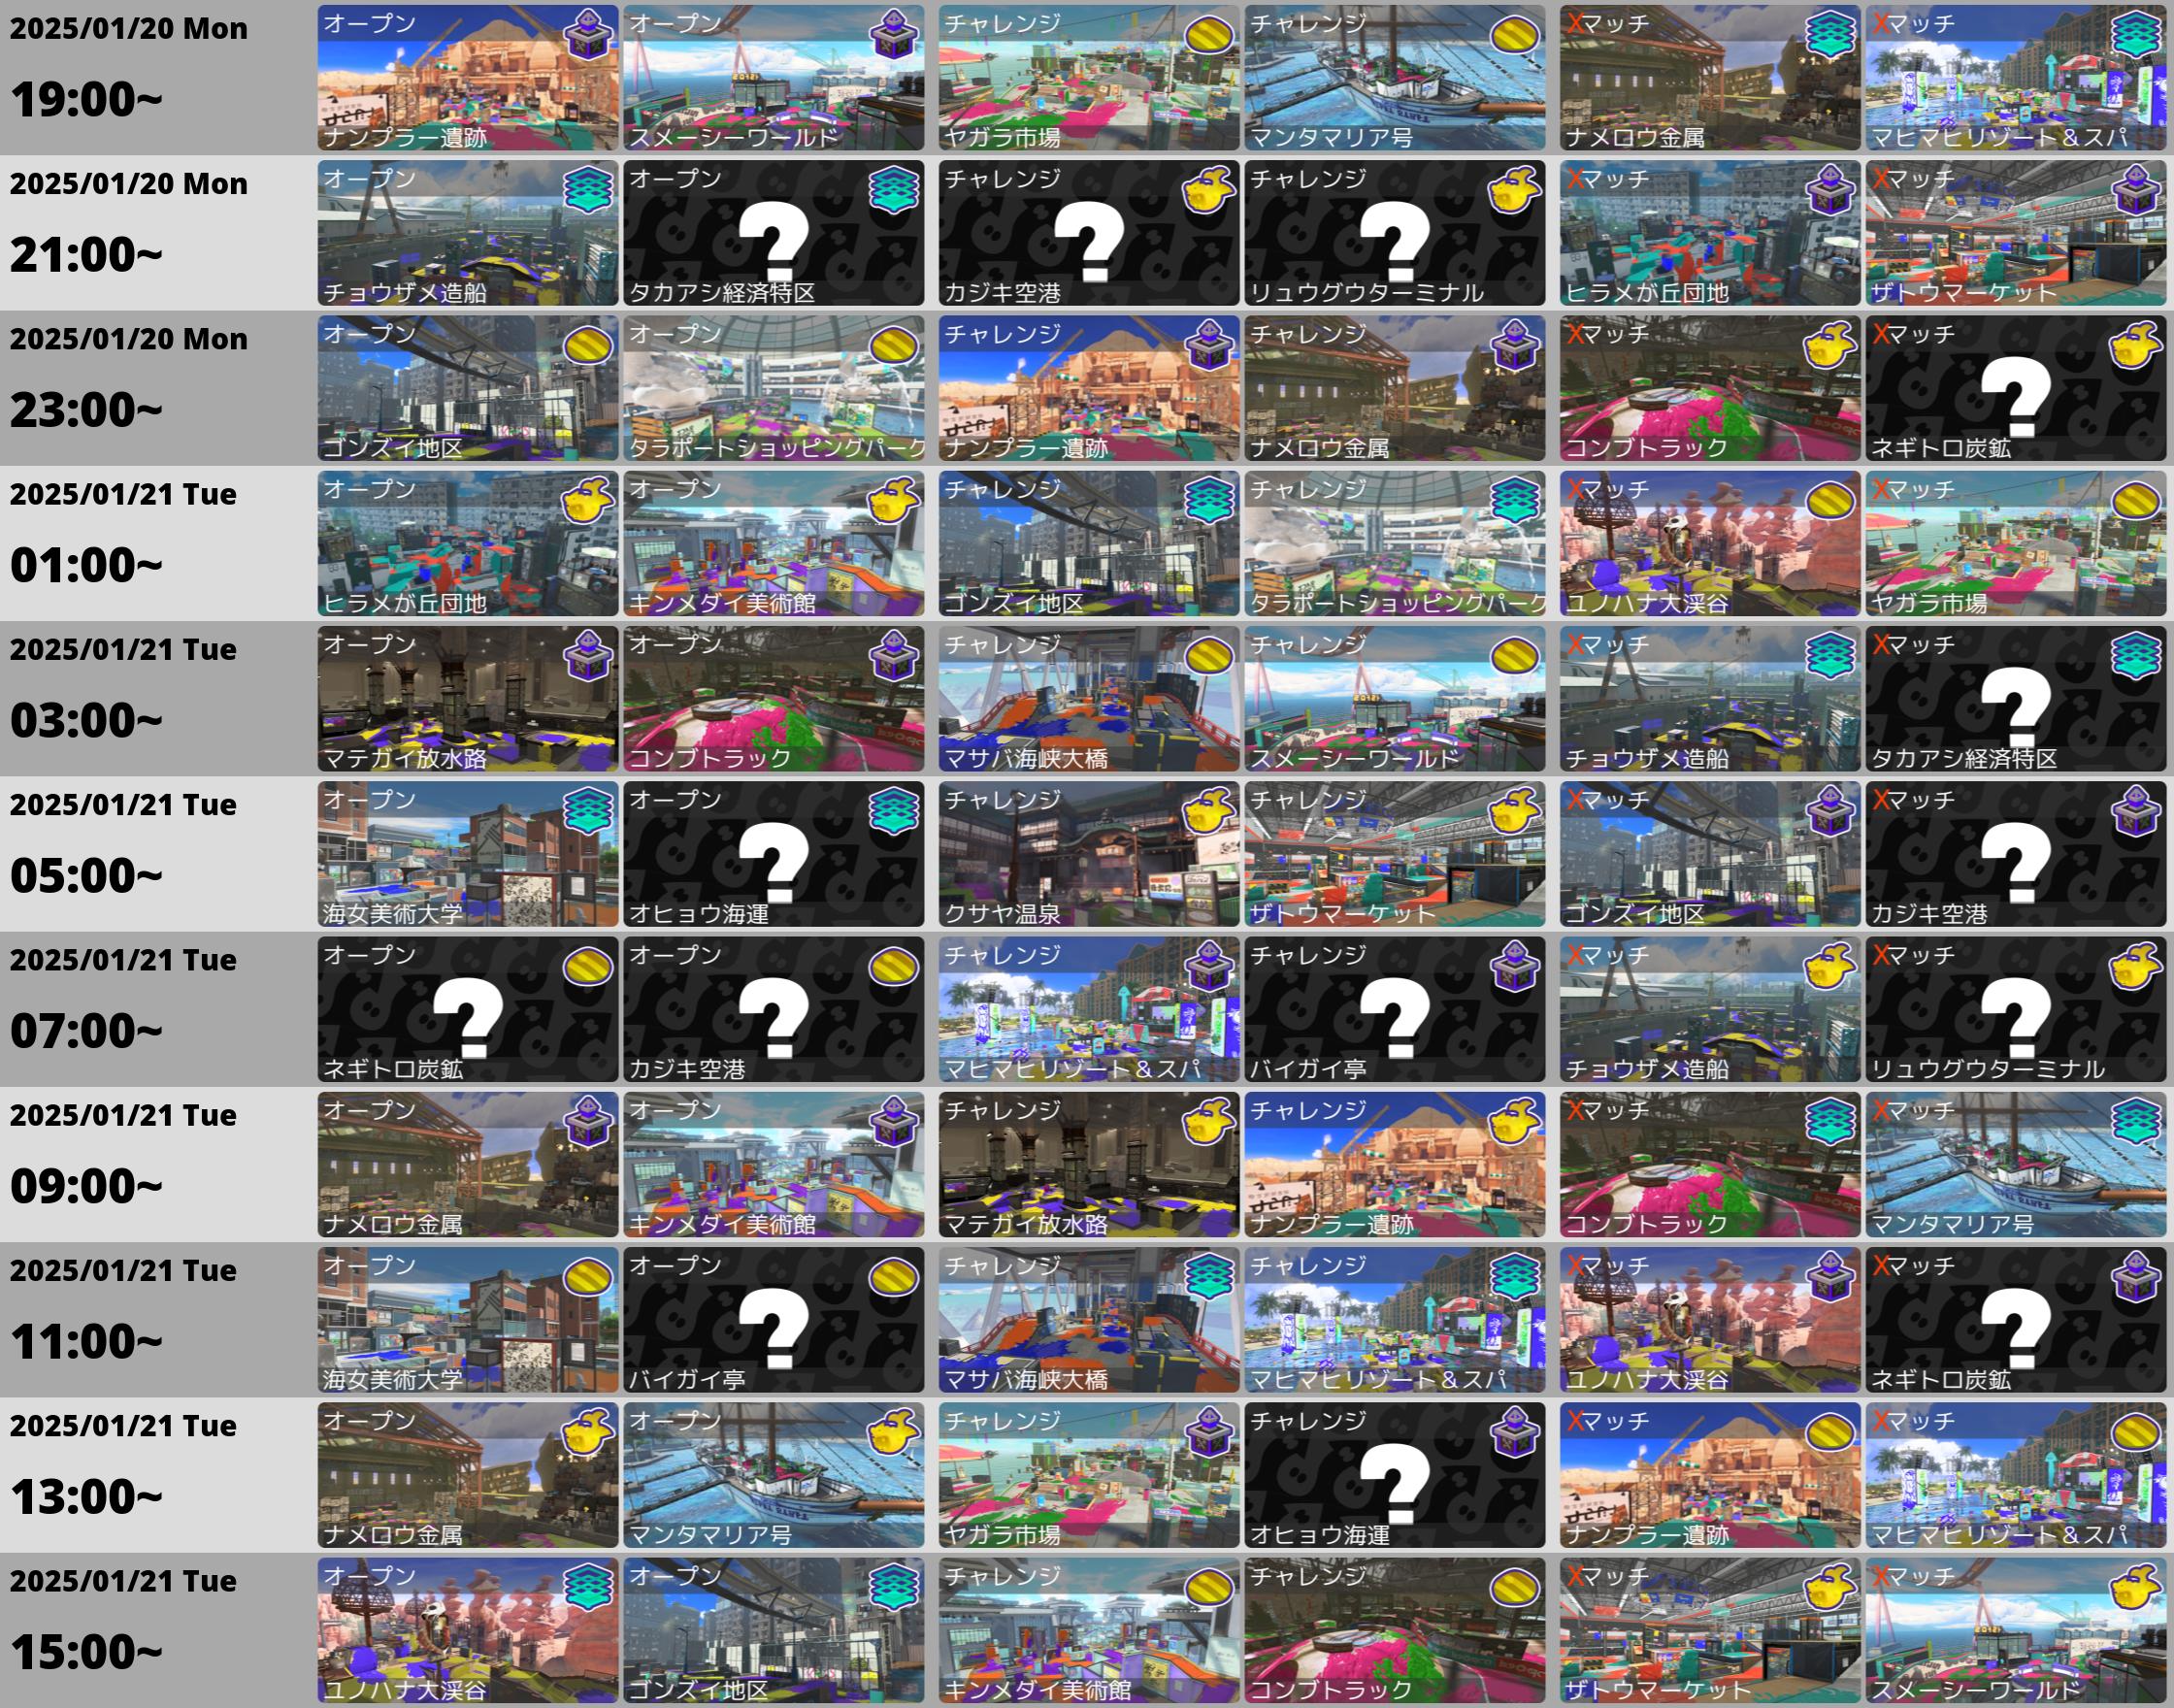 2025/01/20 Mon
19:00~
オープン
ナンプラー遺跡
オープン
スメーシーワールド
チャレンジ
ヤガラ市場
チャレンジ
マンタマリア号
Xマッチ
ナメロウ金属
Xマッチ
マヒマヒリゾート＆スパ
2025/01/20 Mon
21:00~
オープン
チョウザメ造船
オープン
?
タカアシ経済特区
チャレンジ
?
カジキ空港
チャレンジ
?
リュウグウターミナル
Xマッチ
ヒラメが丘団地
Xマッチ
ザトウマーケット
2025/01/20 Mon
23:00~
オープン
ゴンズイ地区
オープン
タラポートショッピングパーク
チャレンジ
ナンプラー遺跡
チャレンジ
ナメロウ金属
Xマッチ
コンブトラック
Xマッチ
?
ネギトロ炭鉱
2025/01/21 Tue
01:00~
オープン
ヒラメが丘団地
オープン
キンメダイ美術館
チャレンジ
ゴンズイ地区
チャレンジ
タラポートショッピングパーク
Xマッチ
ユノハナ大渓谷
Xマッチ
ヤガラ市場
2025/01/21 Tue
03:00~
オープン
マテガイ放水路
オープン
コンブトラック
チャレンジ
マサバ海峡大橋
チャレンジ
スメーシーワールド
Xマッチ
チョウザメ造船
Xマッチ
?
タカアシ経済特区
2025/01/21 Tue
05:00~
オープン
海女美術大学
オープン
?
オヒョウ海運
チャレンジ
クサヤ温泉
チャレンジ
ザトウマーケット
Xマッチ
ゴンズイ地区
Xマッチ
?
カジキ空港
2025/01/21 Tue
07:00~
オープン
?
ネギトロ炭鉱
オープン
?
カジキ空港
チャレンジ
マヒマヒリゾート＆スパ
チャレンジ
?
バイガイ亭
Xマッチ
チョウザメ造船
Xマッチ
?
リュウグウターミナル
2025/01/21 Tue
09:00~
オープン
ナメロウ金属
オープン
キンメダイ美術館
チャレンジ
マテガイ放水路
チャレンジ
ナンプラー遺跡
Xマッチ
コンブトラック
Xマッチ
マンタマリア号
2025/01/21 Tue
11:00~
オープン
海女美術大学
オープン
?
バイガイ亭
チャレンジ
マサバ海峡大橋
チャレンジ
マヒマヒリゾート＆スパ
Xマッチ
ユノハナ大渓谷
Xマッチ
?
ネギトロ炭鉱
2025/01/21 Tue
13:00~
オープン
ナメロウ金属
オープン
マンタマリア号
チャレンジ
ヤガラ市場
チャレンジ
?
オヒョウ海運
Xマッチ
ナンプラー遺跡
Xマッチ
マヒマヒリゾート＆スパ
2025/01/21 Tue
15:00~
オープン
ユノハナ大渓谷
オープン
ゴンズイ地区
チャレンジ
キンメダイ美術館
チャレンジ
コンブトラック
Xマッチ
ザトウマーケット
Xマッチ
スメーシーワールド